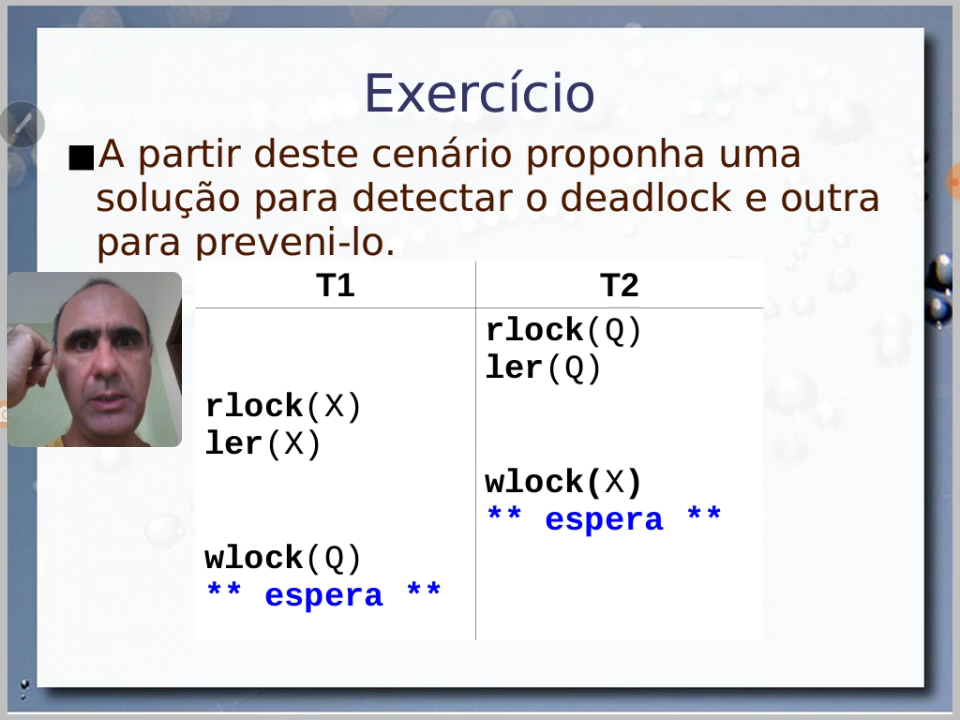 Exercício
A partir deste cenário proponha uma
solução para detectar o deadlock e outra
para preveni-lo.
T1 T2
rlock(Q)
ler(Q)
rlock(X)
ler(X)
wlock(X)
** espera **
wlock(Q)
** espera **